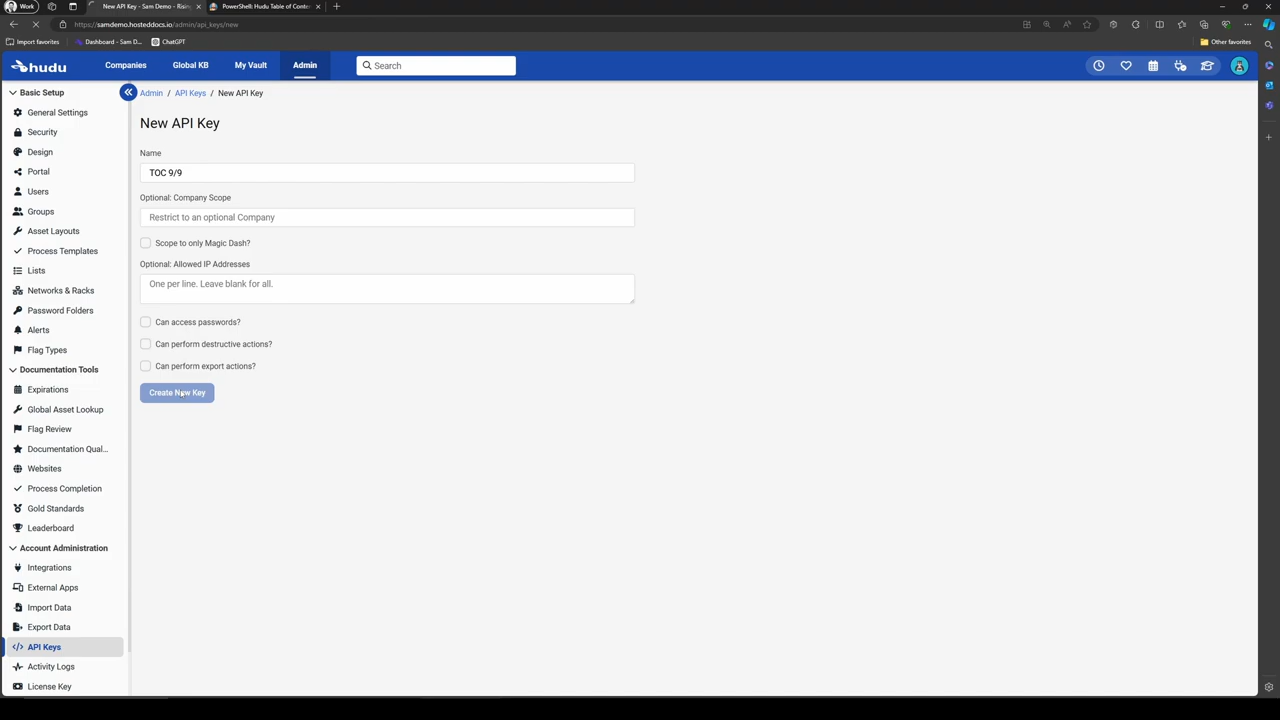 Work
New API Key - Sam Demo - Rising
PowerShell: Hudu Table of Conten
https://samdemo.hosteddocs.io/admin/api_keys/new
Import favorites
Dashboard - Sam D...
ChatGPT
Other favorites
hudu
Companies
Global KB
My Vault
Admin
Search
Basic Setup
General Settings
Security
Design
Portal
Users
Groups
Asset Layouts
Process Templates
Lists
Networks & Racks
Password Folders
Alerts
Flag Types
Documentation Tools
Expirations
Global Asset Lookup
Flag Review
Documentation Qual...
Websites
Process Completion
Gold Standards
Leaderboard
Account Administration
Integrations
External Apps
Import Data
Export Data
API Keys
Activity Logs
License Key
Admin / API Keys / New API Key
New API Key
Name
TOC 9/9
Optional: Company Scope
Restrict to an optional Company
Scope to only Magic Dash?
Optional: Allowed IP Addresses
One per line. Leave blank for all.
Can access passwords?
Can perform destructive actions?
Can perform export actions?
Create New Key